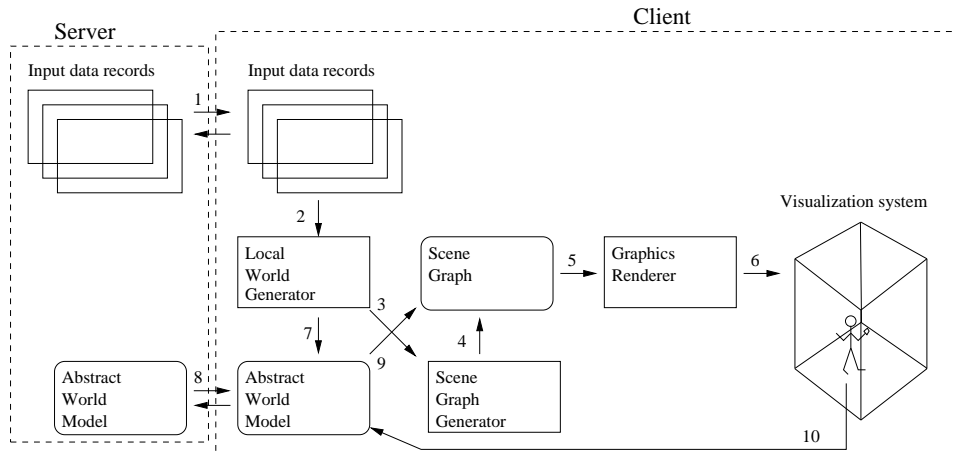 Server
Client
Input data records
Input data records
1
2
Visualization system
Local
World
Generator
Scene
Graph
5
Graphics
Renderer
6
3
7
4
9
8
Abstract
World
Model
Abstract
World
Model
Scene
Graph
Generator
10